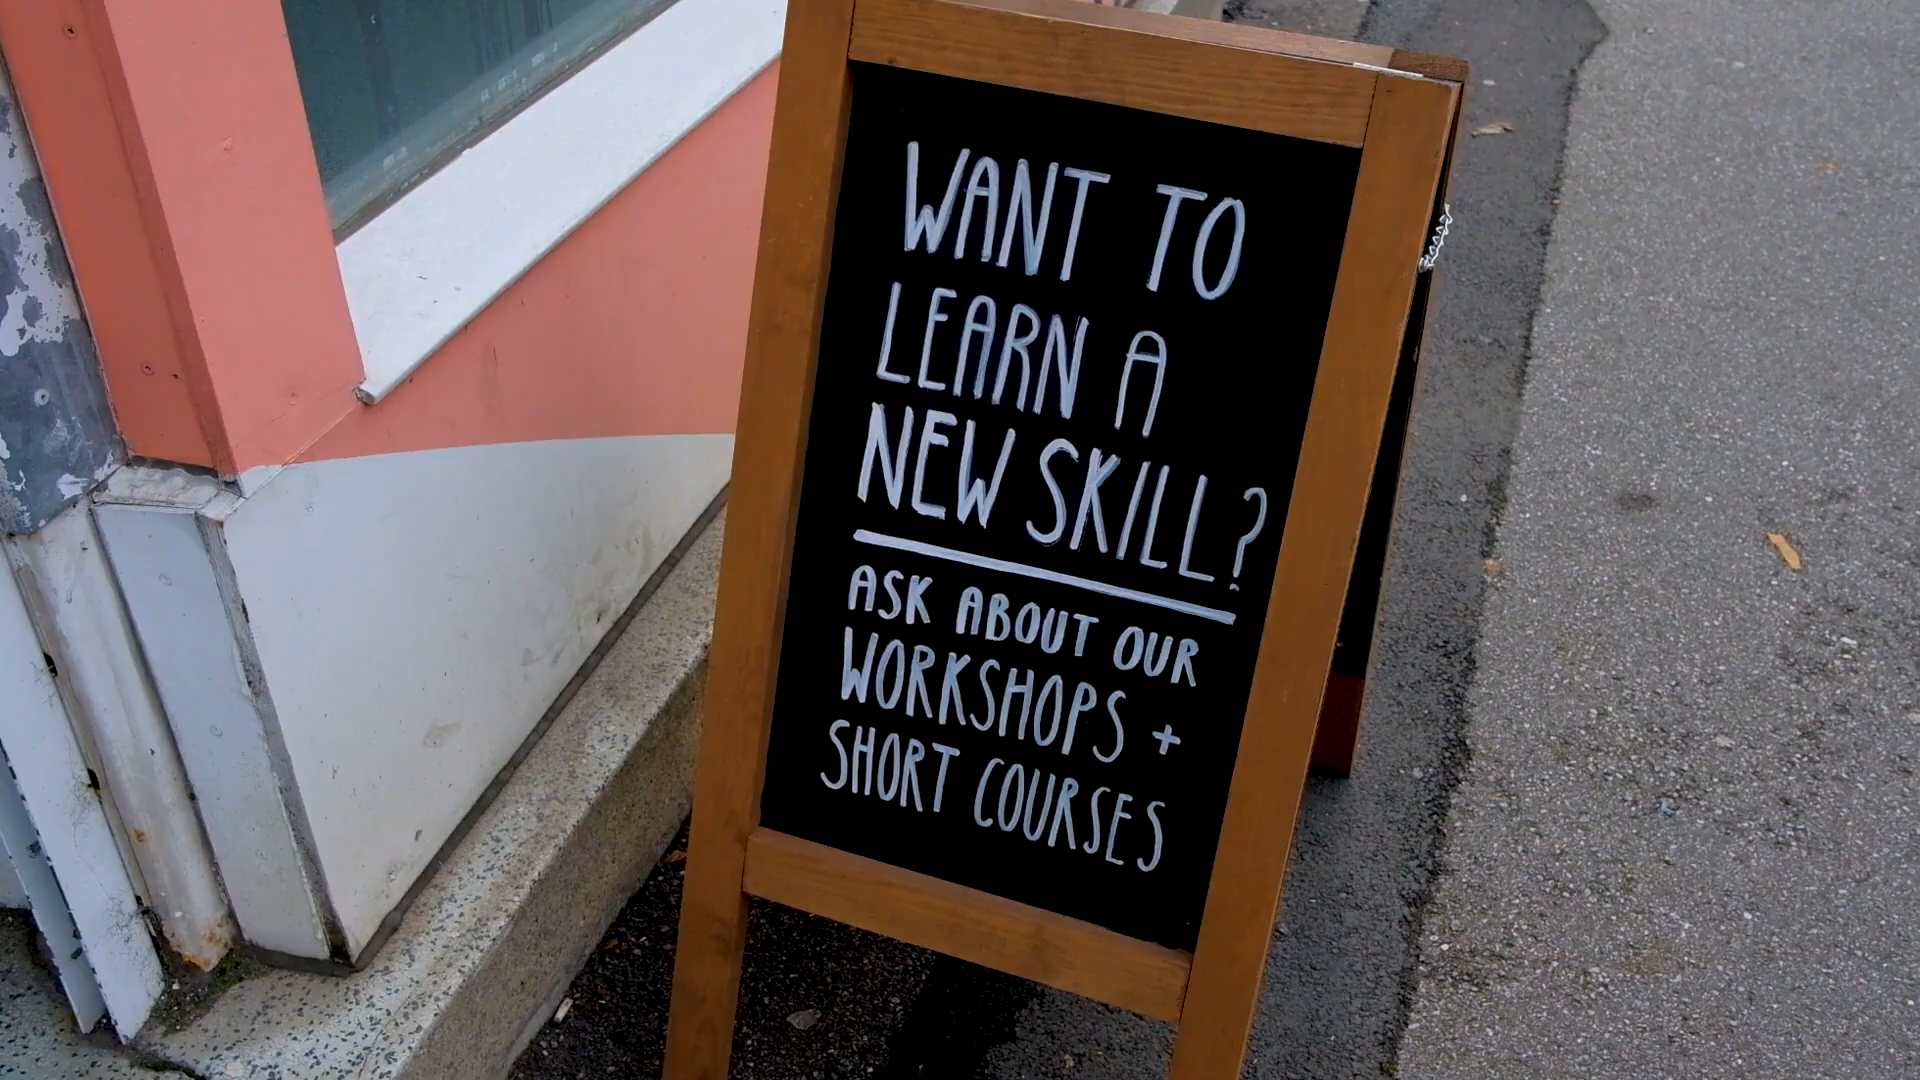 WANT TO
LEARN A
NEW SKILL?
ASK ABOUT OUR
WORKSHOPS +
SHORT COURSES